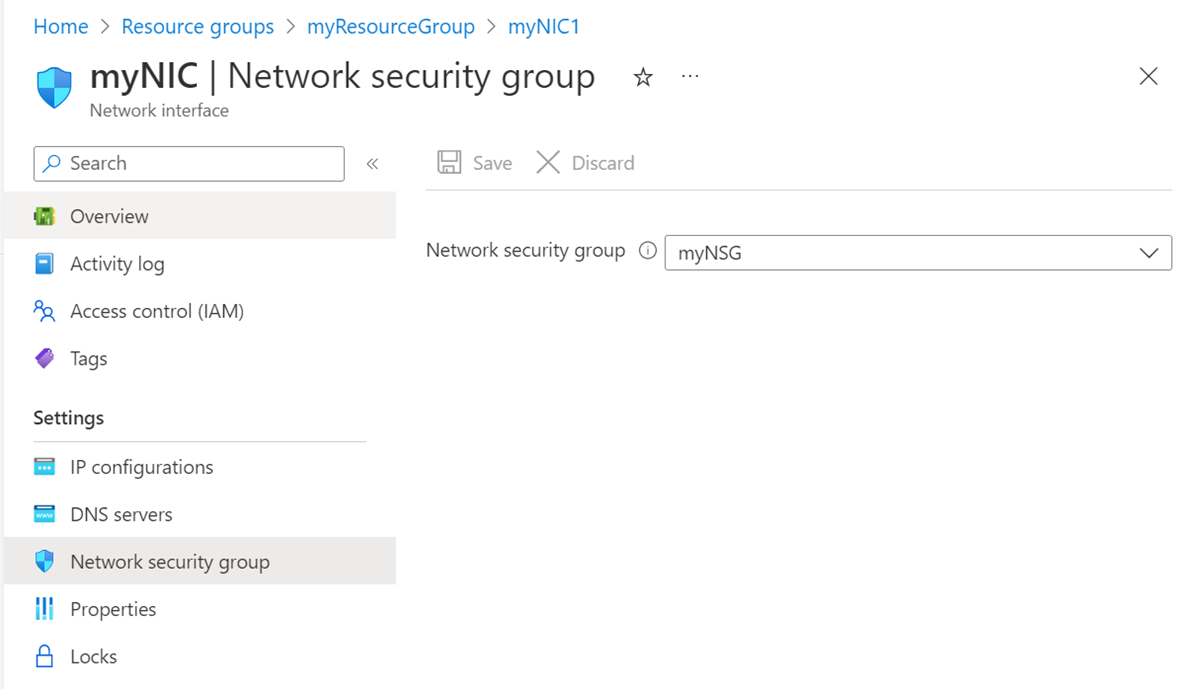 Home > Resource groups > myResourceGroup > myNIC1
myNIC | Network security group
Network interface
Search
Save Discard
Overview
Activity log
Access control (IAM)
Tags
Settings
IP configurations
DNS servers
Network security group
Properties
Locks
Network security group myNSG